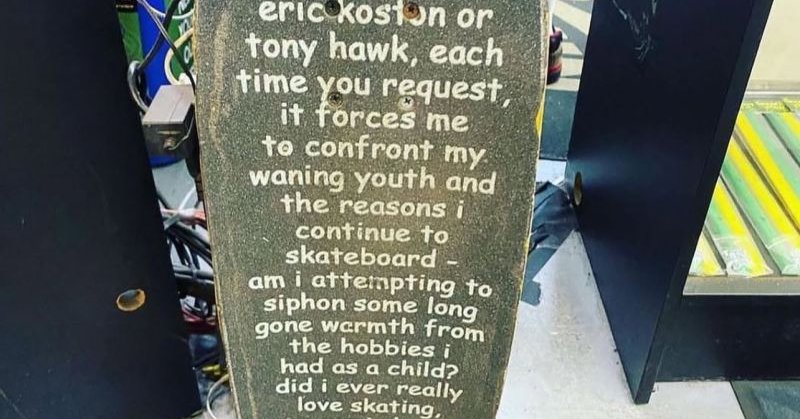 eric koston or
tony hawk, each
time you request,
it forces me
to confront my
waning youth and
the reasons i
continue to
skateboard -
am i attempting to
siphon some long
gone warmth from
the hobbies i
had as a child?
did i ever really
love skating,